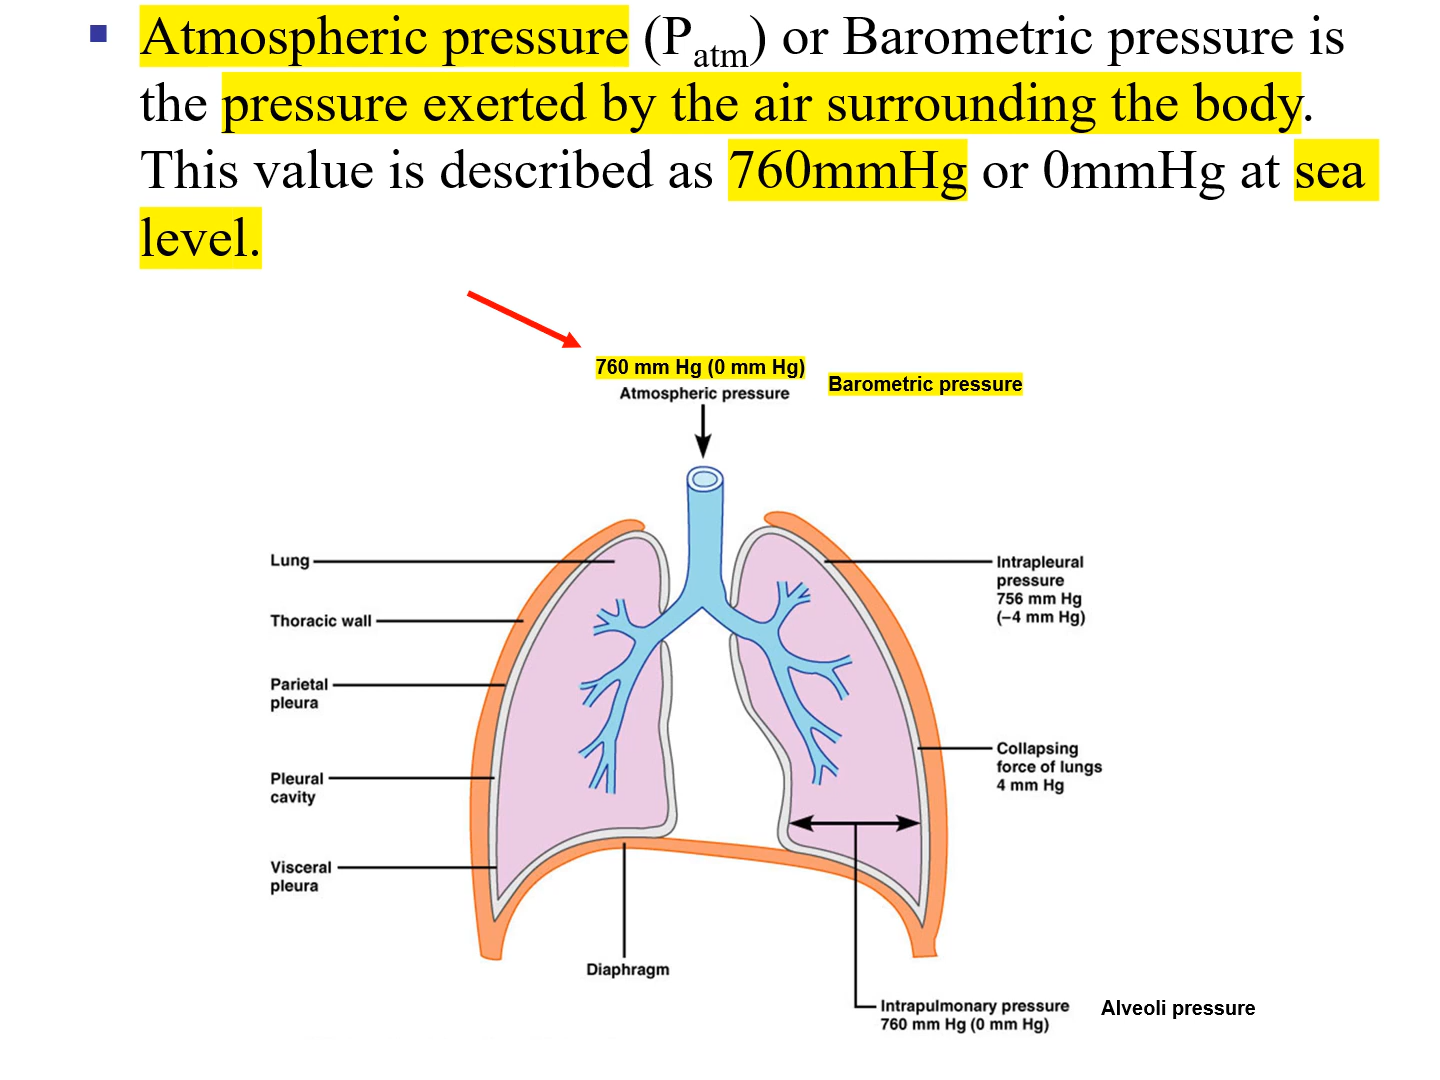 Atmospheric pressure (Patm) or Barometric pressure is
the pressure exerted by the air surrounding the body.
This value is described as 760mmHg or 0mmHg at sea
level.
760 mm Hg (0 mm Hg)
Atmospheric pressure
Barometric pressure
Lung
Thoracic wall
Parietal
pleura
Pleural
cavity
Visceral
pleura
Intrapleural
pressure
756 mm Hg
(–4 mm Hg)
Collapsing
force of lungs
4 mm Hg
Diaphragm
Intrapulmonary pressure
760 mm Hg (0 mm Hg)
Alveoli pressure